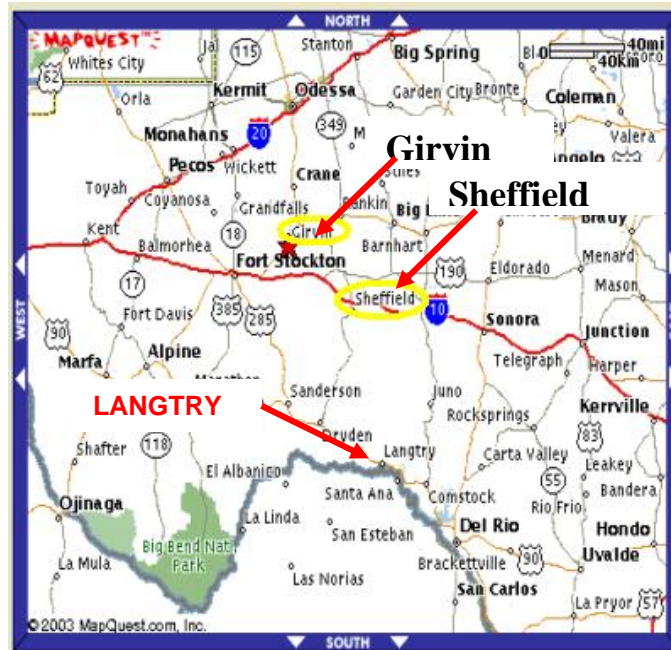 NORTH
MAPQUEST
Whites City
62
115
Stanton
Big Spring
0 40mi
40km
Orla
Kermit
Odessa
Garden City
Bronte
Coleman
Monahans
20
349
M
Valera
Pecos
Wickett
Crane
Girvin
Toyah
Coyanosa
Grandfalls
Sheffield
Kent
18
Girvin
Big
Barnhart
Balmorhea
Fort Stockton
Menard
17
190
Eldorado
Mason
WEST
385
285
Sheffield
10
Fort Davis
Sonora
Junction
90
Alpine
Telegraph
Harper
Marfa
LANGTRY
Sanderson
Juno
Kerrville
Rocksprings
83
Dryden
Shafter
118
Langtry
Carta Valley
Leakey
El Albanico
Santa Ana
55
Bandera
Comstock
Rio Frio
Ojinaga
La Linda
San Esteban
Del Rio
Hondo
Big Bend Nat.
Park
La Mula
90
Uvalde
Las Norias
Brackettville
San Carlos
La Pryor
57
©2003 MapQuest.com, Inc.
SOUTH